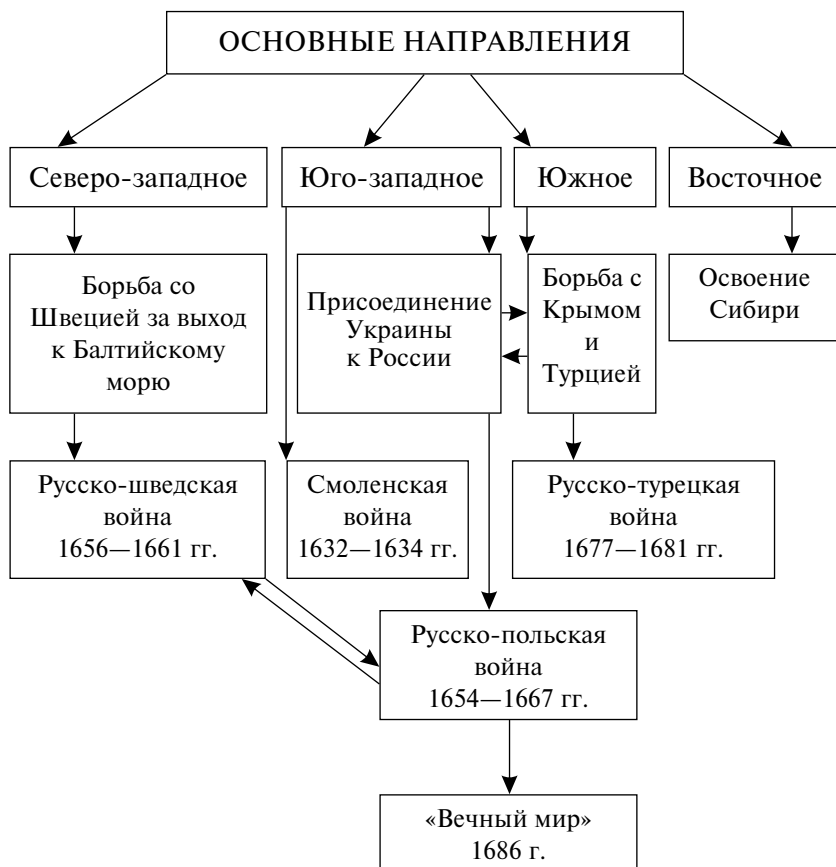 ОСНОВНЫЕ НАПРАВЛЕНИЯ
Северо-западное
Юго-западное
Южное
Восточное
Борьба со
Швецией за выход
к Балтийскому
морю
Присоединение
Украины
к России
Борьба с
Крымом
и
Турцией
Освоение
Сибири
Русско-шведская
война
1656—1661 гг.
Смоленская
война
1632—1634 гг.
Русско-турецкая
война
1677—1681 гг.
Русско-польская
война
1654—1667 гг.
«Вечный мир»
1686 г.